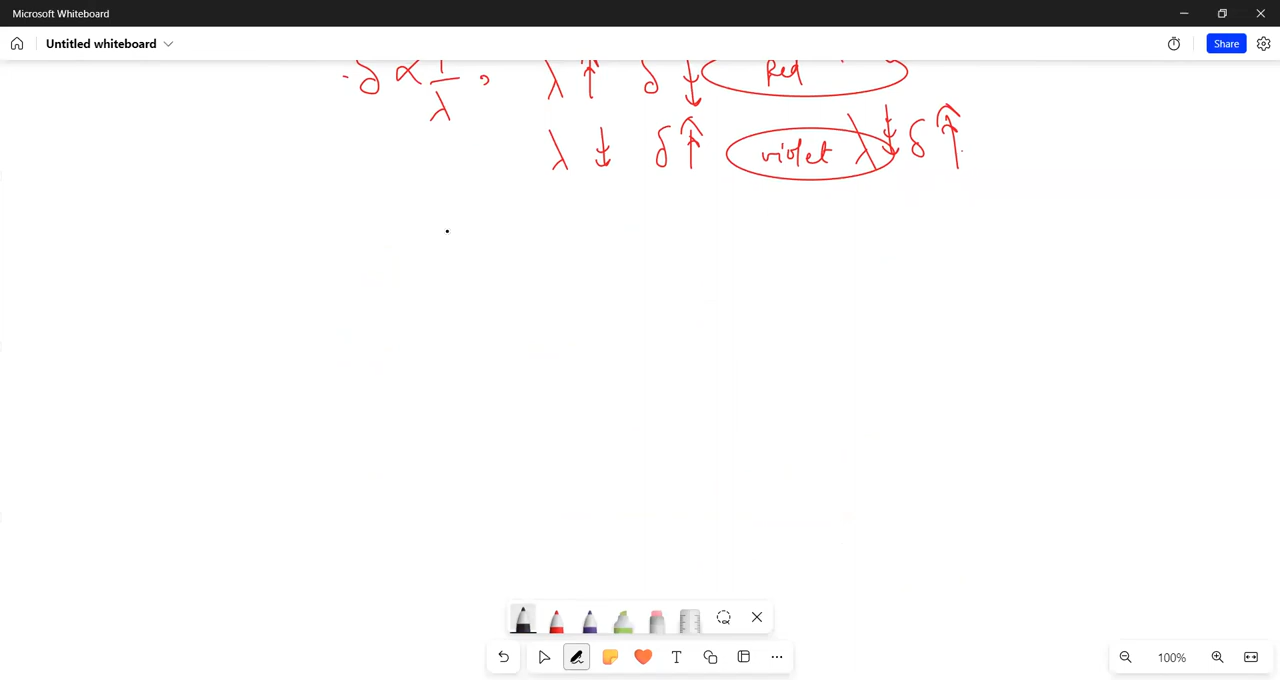 Microsoft Whiteboard
Untitled whiteboard
Share
δ ∝ 1/λ , λ ↑ δ ↓ Red
λ ↓ δ ↑ violet λ ↓ δ ↑
100%